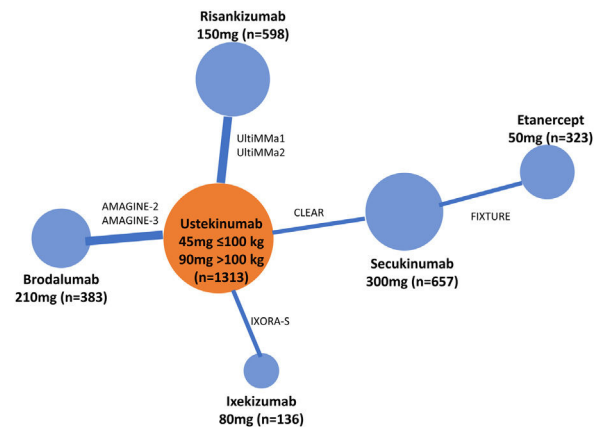 Risankizumab
150mg (n=598)
UltiMMa1
UltiMMa2
Etanercept
50mg (n=323)
AMAGINE-2
AMAGINE-3
Ustekinumab
45mg ≤100 kg
90mg >100 kg
(n=1313)
CLEAR
FIXTURE
Secukinumab
300mg (n=657)
Brodalumab
210mg (n=383)
IXORA-S
Ixekizumab
80mg (n=136)